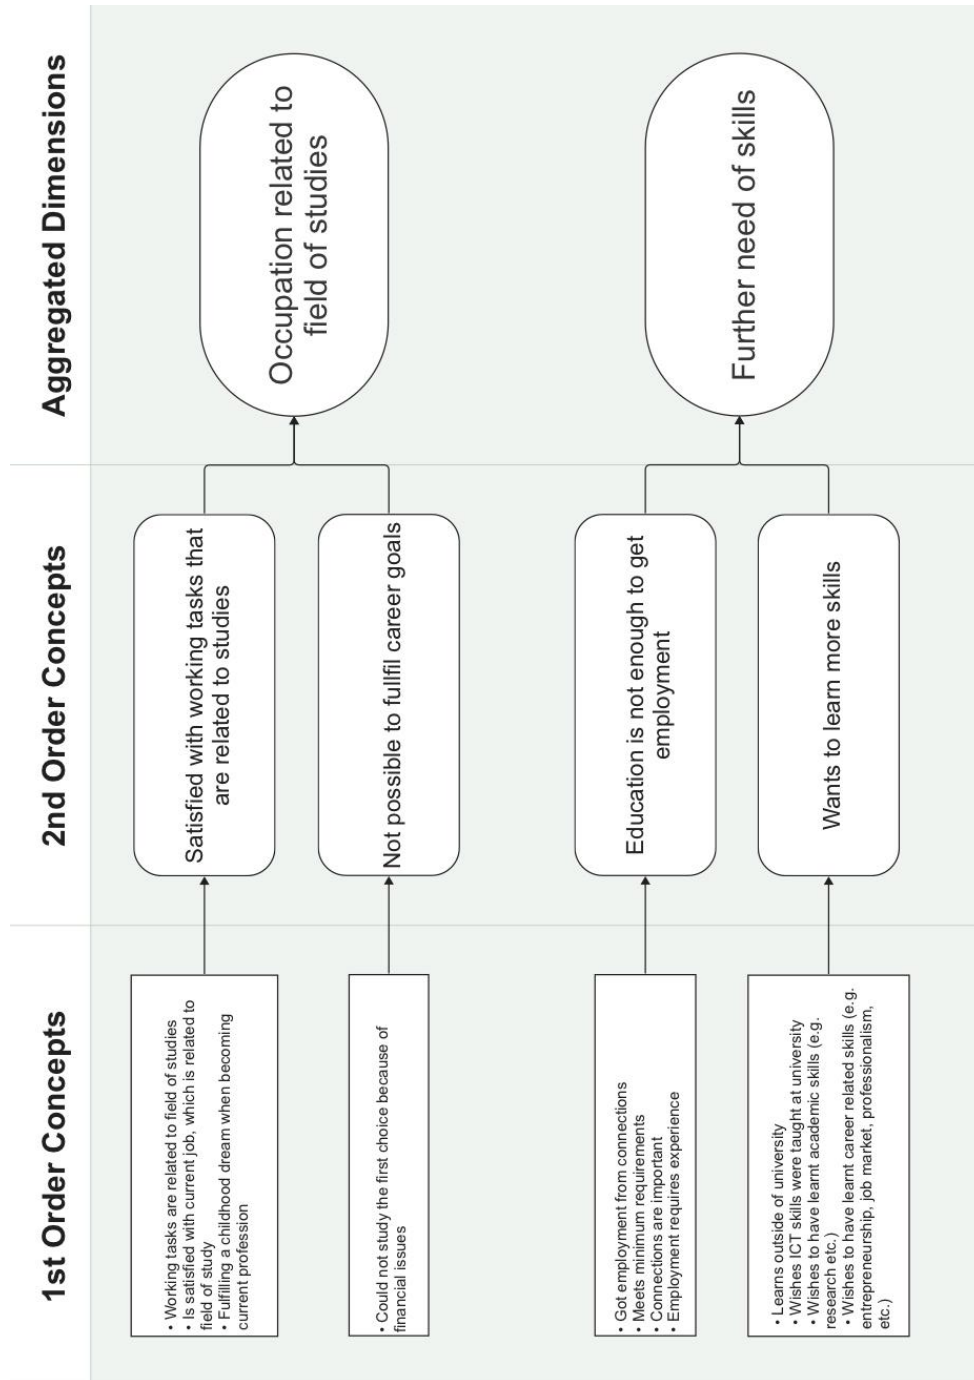 1st Order Concepts
2nd Order Concepts
Aggregated Dimensions
• Working tasks are related to field of studies
• Is satisfied with current job, which is related to
field of study
• Fulfilling a childhood dream when becoming
current profession
Satisfied with working tasks that
are related to studies
• Could not study the first choice because of
financial issues
Not possible to fullfill career goals
Occupation related to
field of studies
• Got employment from connections
• Meets minimum requirements
• Connections are important
• Employment requires experience
Education is not enough to get
employment
• Learns outside of university
• Wishes ICT skills were taught at university
• Wishes to have learnt academic skills (e.g.
research etc.)
• Wishes to have learnt career related skills (e.g.
entrepreneurship, job market, professionalism,
etc.)
Wants to learn more skills
Further need of skills